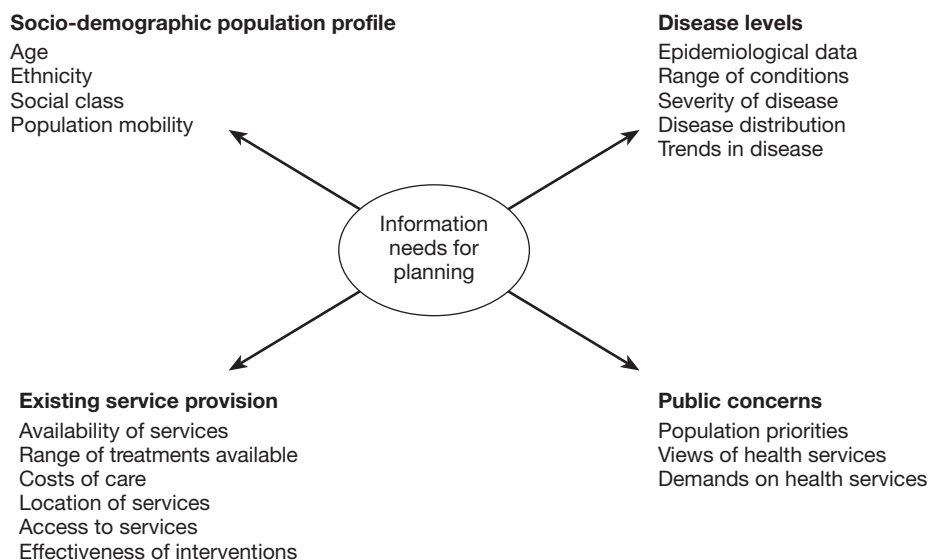 Socio-demographic population profile
Age
Ethnicity
Social class
Population mobility
Disease levels
Epidemiological data
Range of conditions
Severity of disease
Disease distribution
Trends in disease
Information
needs for
planning
Existing service provision
Availability of services
Range of treatments available
Costs of care
Location of services
Access to services
Effectiveness of interventions
Public concerns
Population priorities
Views of health services
Demands on health services